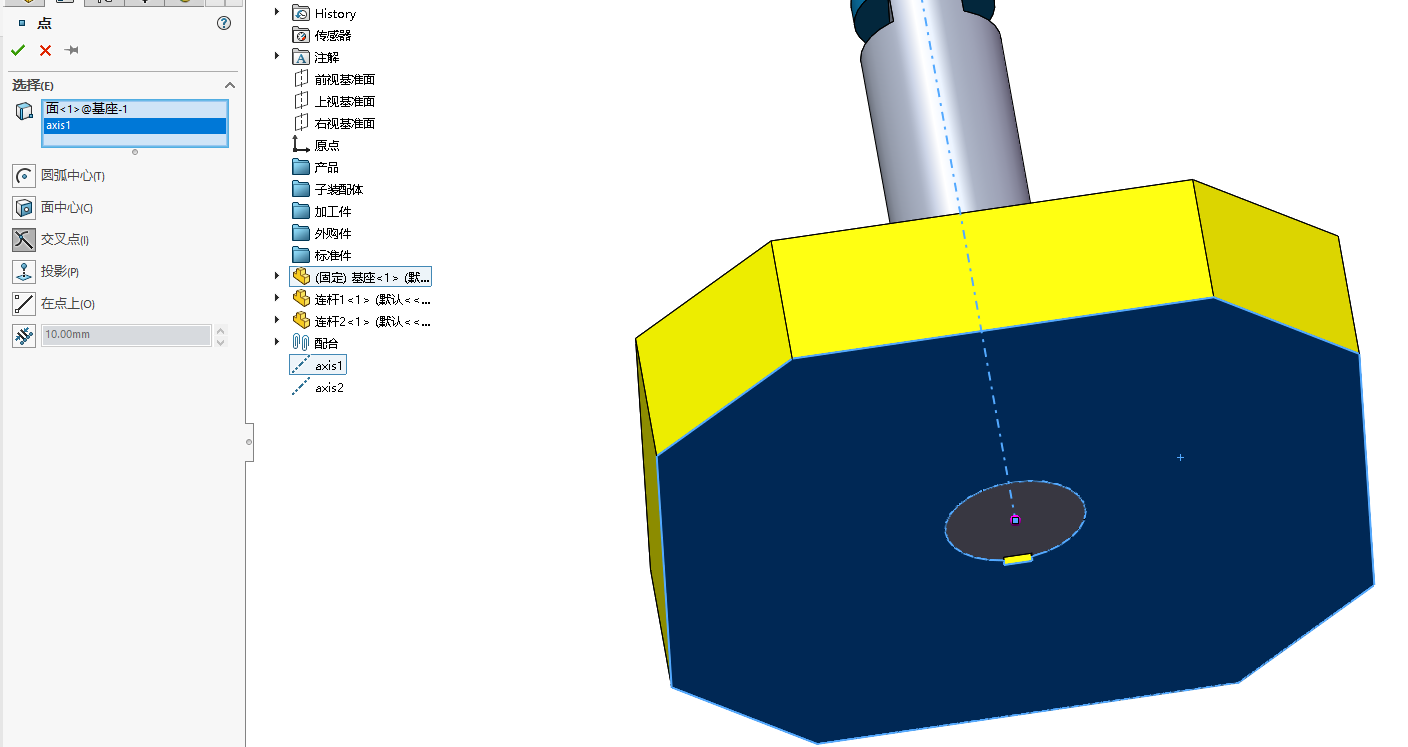 点
选择(E)
面<1>@基座-1
axis1
圆弧中心(T)
面中心(C)
交叉点(I)
投影(P)
在点上(O)
10.00mm
History
传感器
注解
前视基准面
上视基准面
右视基准面
原点
产品
子装配体
加工件
外购件
标准件
(固定) 基座<1> (默...
连杆1<1> (默认<<...
连杆2<1> (默认<<...
配合
axis1
axis2